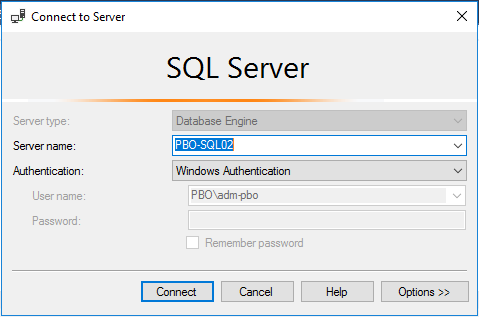 Connect to Server
SQL Server
Server type: Database Engine
Server name: PBO-SQL02
Authentication: Windows Authentication
User name: PBO\adm-pbo
Password:
Remember password
Connect Cancel Help Options >>